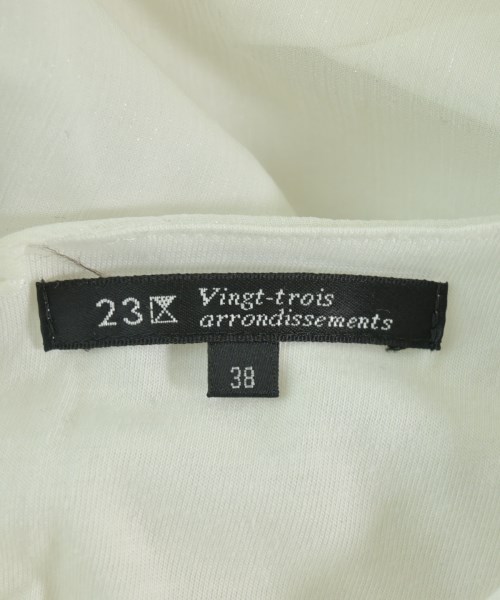 23区 Vingt-trois
arrondissements
38